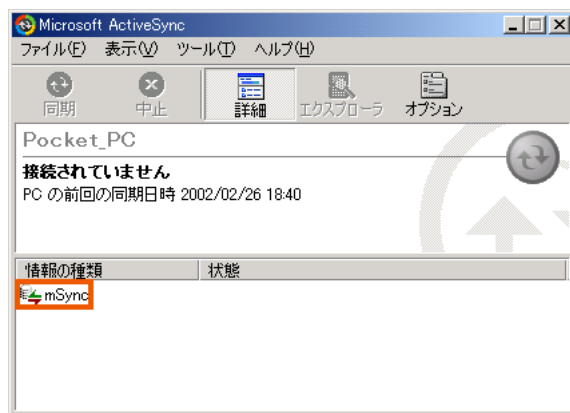 Microsoft ActiveSync
ファイル(F) 表示(V) ツール(T) ヘルプ(H)
同期 中止 詳細 エクスプローラ オプション
Pocket_PC
接続されていません
PC の前回の同期日時 2002/02/26 18:40
情報の種類 状態
mSync